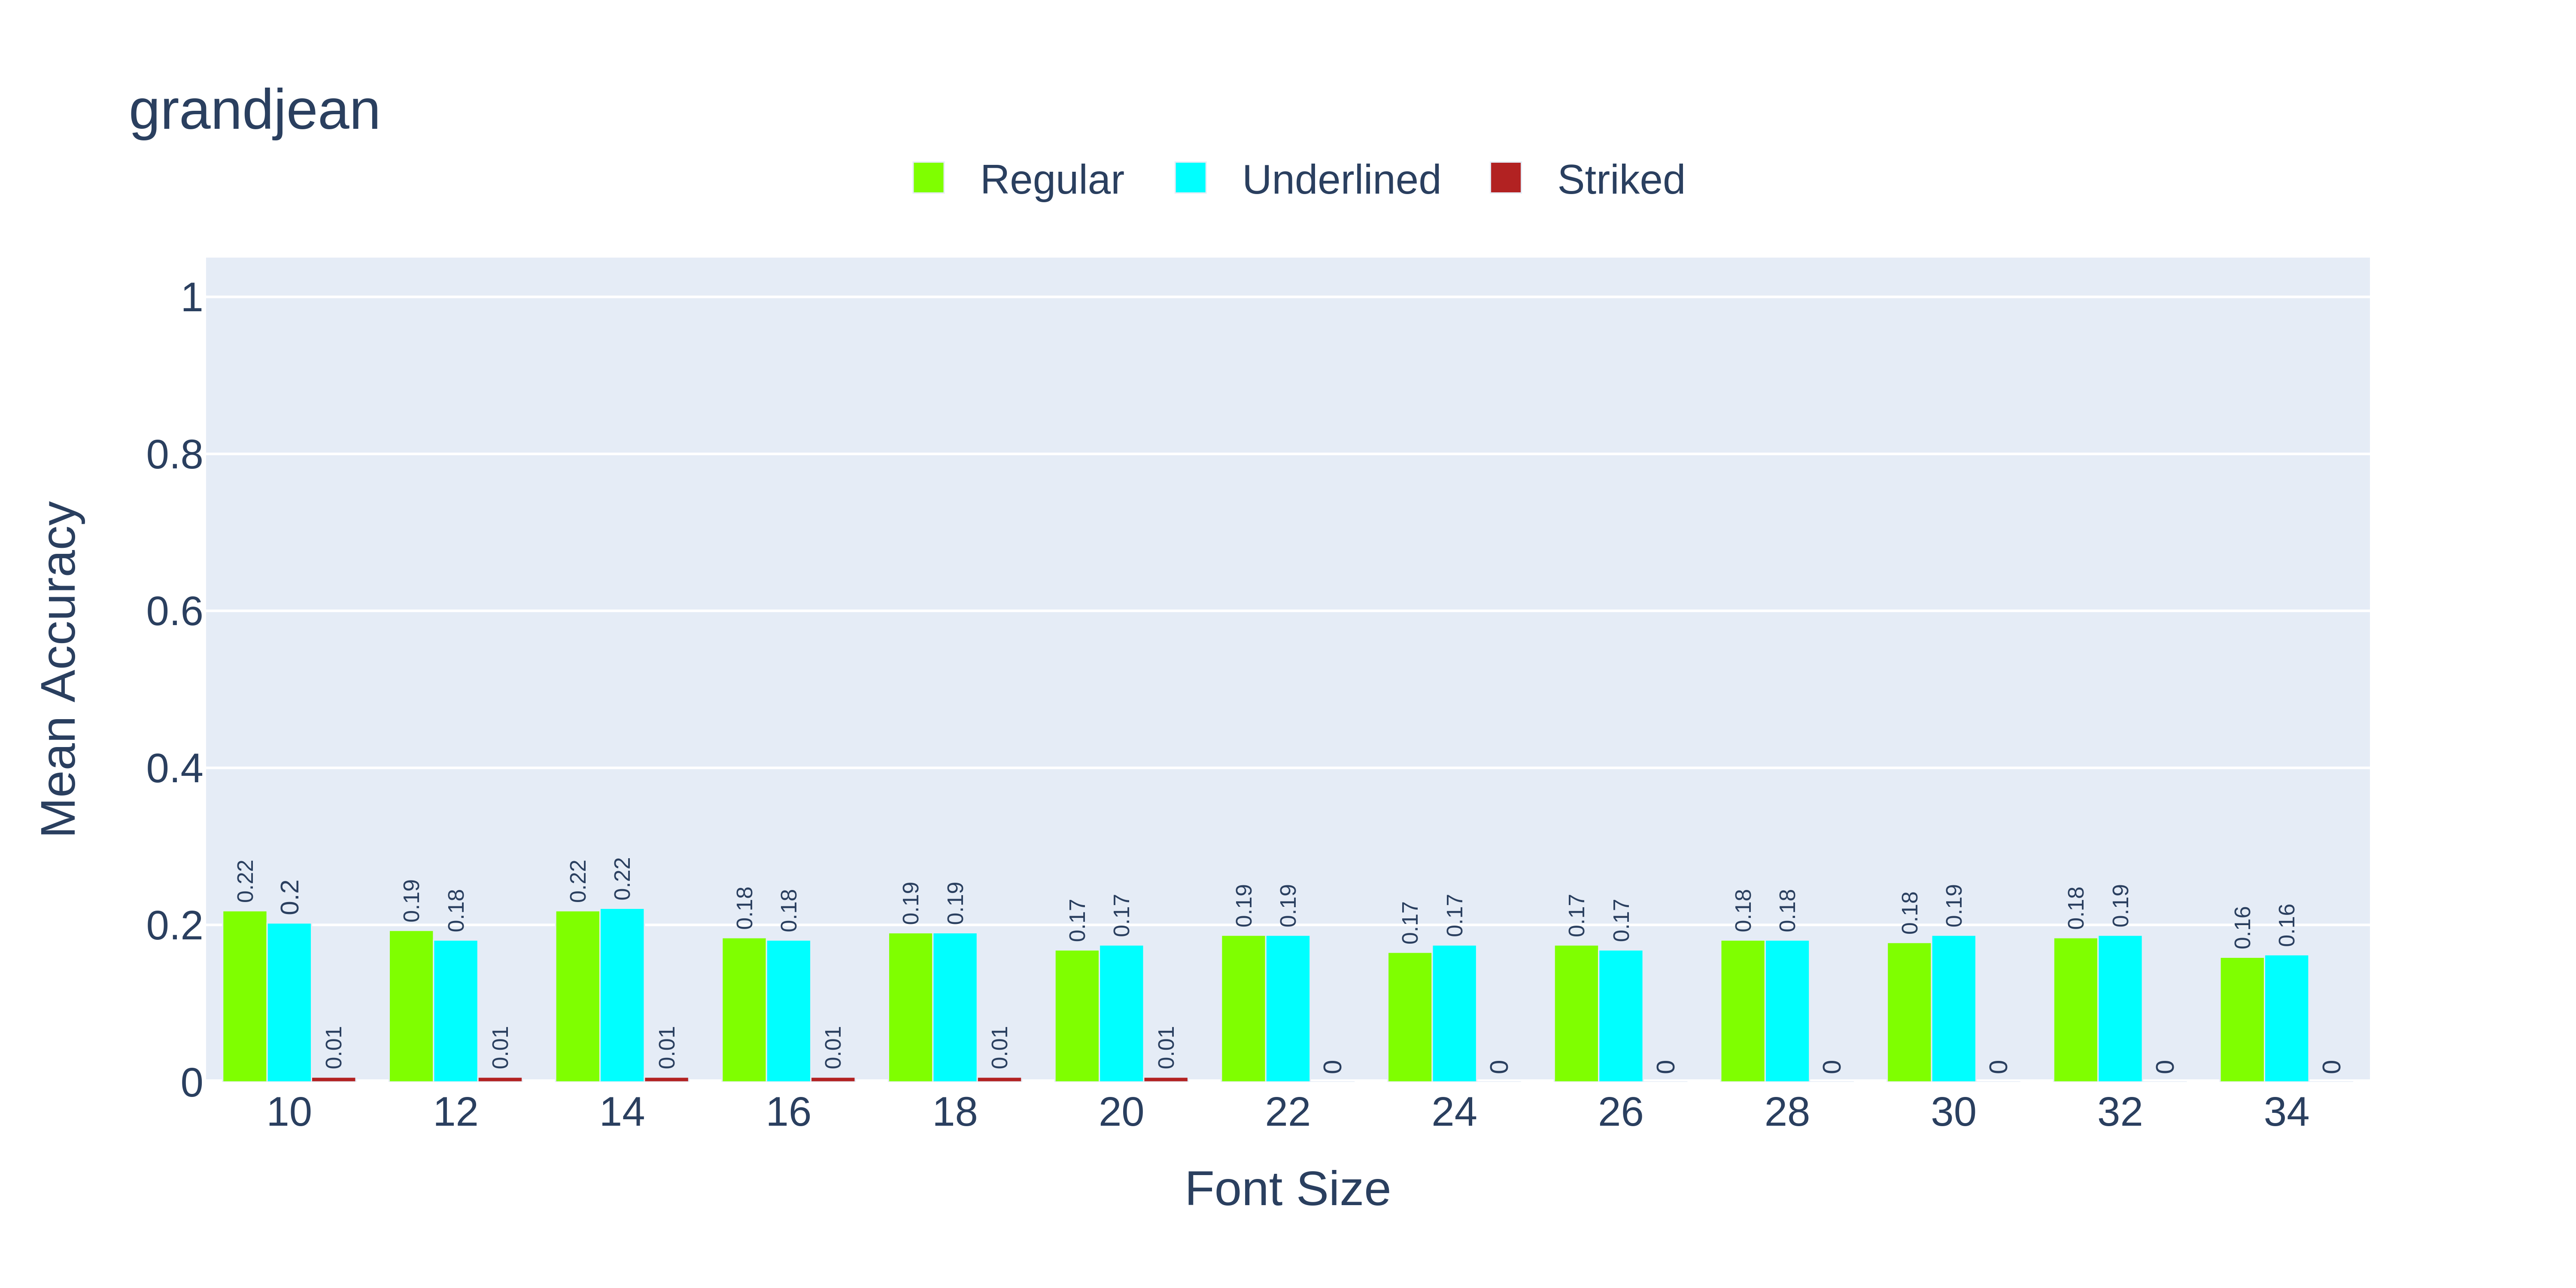 grandjean
Regular Underlined Striked
1
0.8
0.6
0.4
0.2
0
Mean Accuracy
0.22 0.2 0.01 0.19 0.18 0.01 0.22 0.22 0.01 0.18 0.18 0.01 0.19 0.19 0.01 0.17 0.17 0.01 0.19 0.19 0 0.17 0.17 0 0.17 0.17 0 0.18 0.18 0 0.18 0.19 0 0.18 0.19 0 0.16 0.16 0
10 12 14 16 18 20 22 24 26 28 30 32 34
Font Size